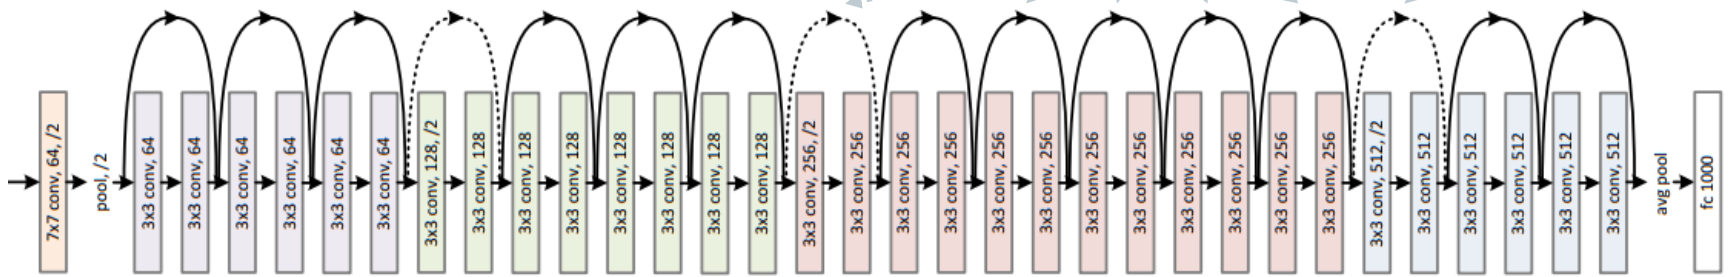 7x7 conv, 64, /2
pool, /2
3x3 conv, 64
3x3 conv, 64
3x3 conv, 64
3x3 conv, 64
3x3 conv, 64
3x3 conv, 64
3x3 conv, 128, /2
3x3 conv, 128
3x3 conv, 128
3x3 conv, 128
3x3 conv, 128
3x3 conv, 128
3x3 conv, 128
3x3 conv, 128
3x3 conv, 256, /2
3x3 conv, 256
3x3 conv, 256
3x3 conv, 256
3x3 conv, 256
3x3 conv, 256
3x3 conv, 256
3x3 conv, 256
3x3 conv, 256
3x3 conv, 256
3x3 conv, 256
3x3 conv, 256
3x3 conv, 512, /2
3x3 conv, 512
3x3 conv, 512
3x3 conv, 512
3x3 conv, 512
3x3 conv, 512
avg pool
fc 1000